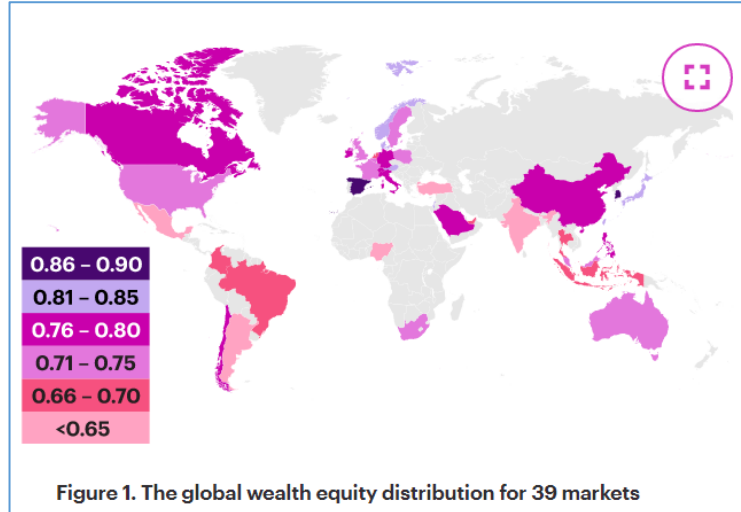 0.86 – 0.90
0.81 – 0.85
0.76 – 0.80
0.71 – 0.75
0.66 – 0.70
<0.65
Figure 1. The global wealth equity distribution for 39 markets